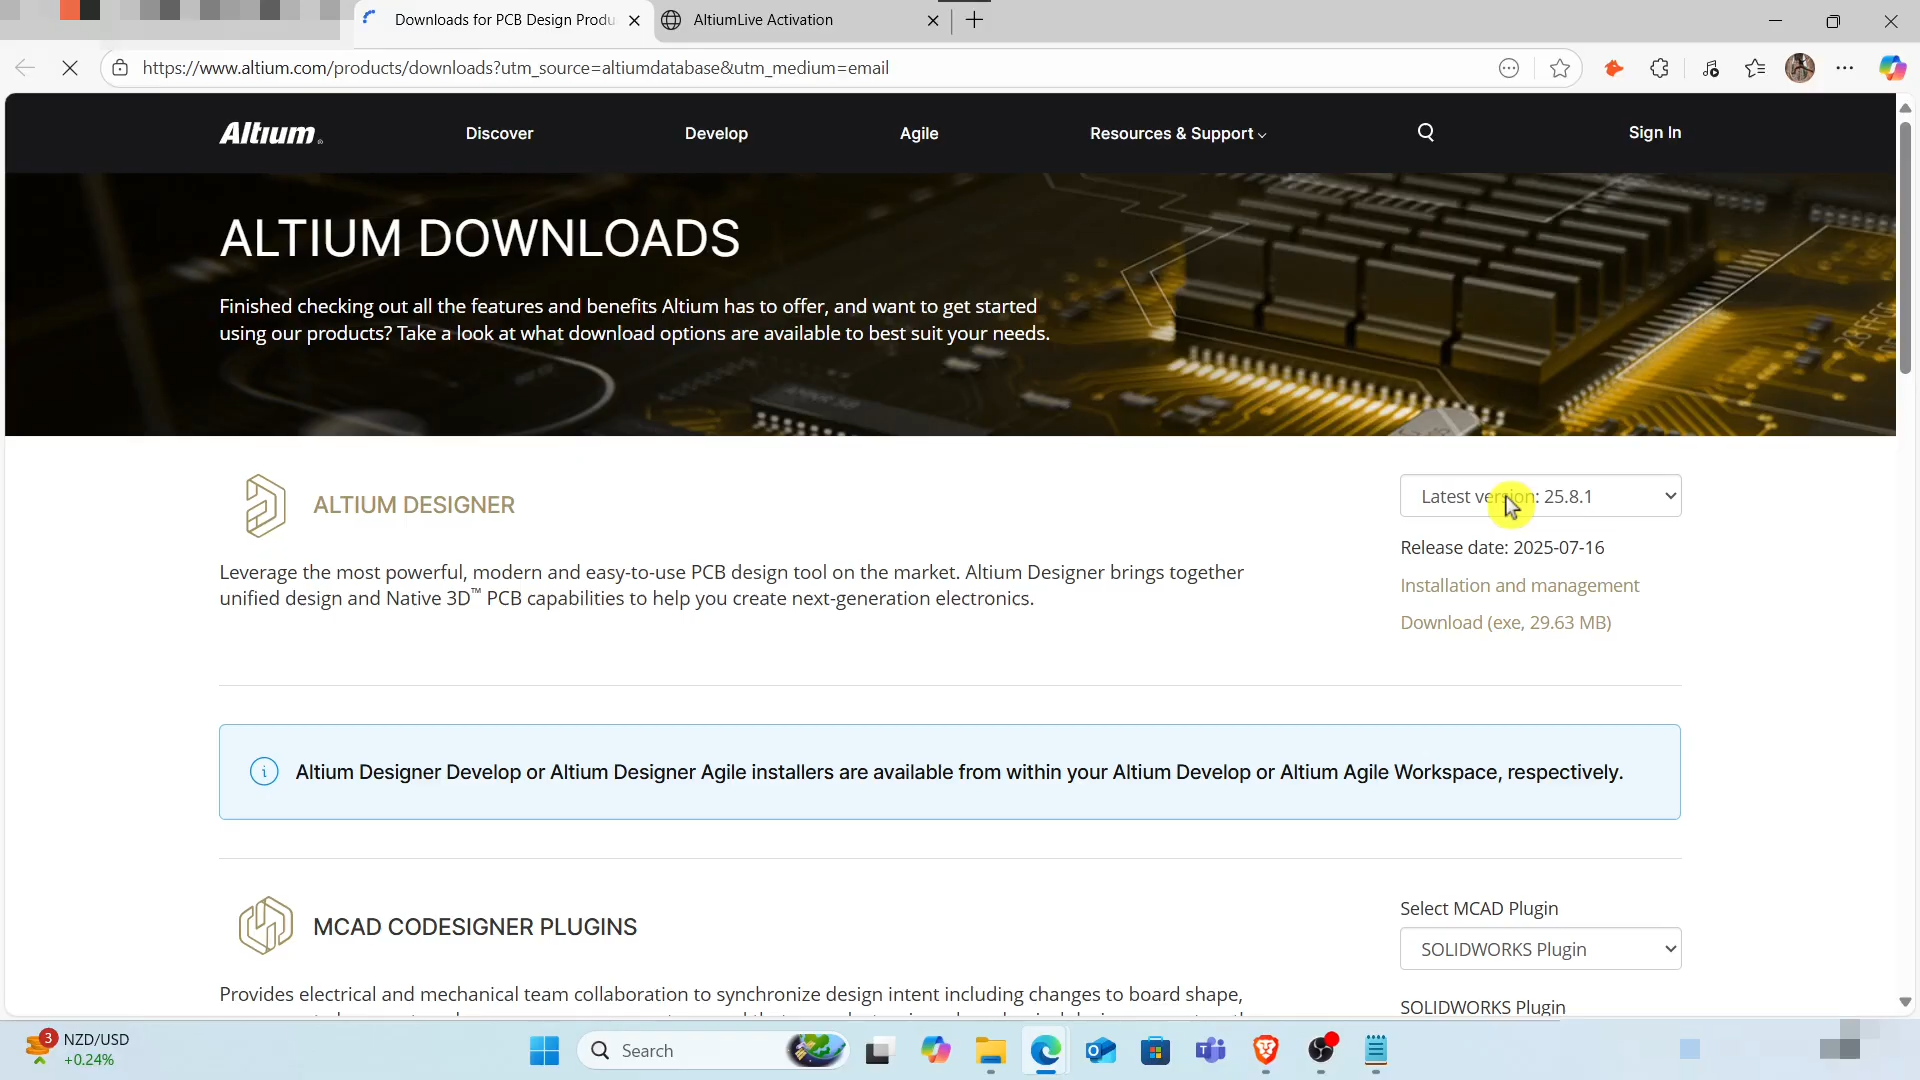 Downloads for PCB Design Produ
AltiumLive Activation
https://www.altium.com/products/downloads?utm_source=altiumdatabase&utm_medium=email
Altium
Discover
Develop
Agile
Resources & Support
Sign In
ALTIUM DOWNLOADS
Finished checking out all the features and benefits Altium has to offer, and want to get started
using our products? Take a look at what download options are available to best suit your needs.
ALTIUM DESIGNER
Leverage the most powerful, modern and easy-to-use PCB design tool on the market. Altium Designer brings together
unified design and Native 3D™ PCB capabilities to help you create next-generation electronics.
Latest version: 25.8.1
Release date: 2025-07-16
Installation and management
Download (exe, 29.63 MB)
Altium Designer Develop or Altium Designer Agile installers are available from within your Altium Develop or Altium Agile Workspace, respectively.
MCAD CODESIGNER PLUGINS
Provides electrical and mechanical team collaboration to synchronize design intent including changes to board shape,
Select MCAD Plugin
SOLIDWORKS Plugin
SOLIDWORKS Plugin
3
NZD/USD
+0.24%
Search